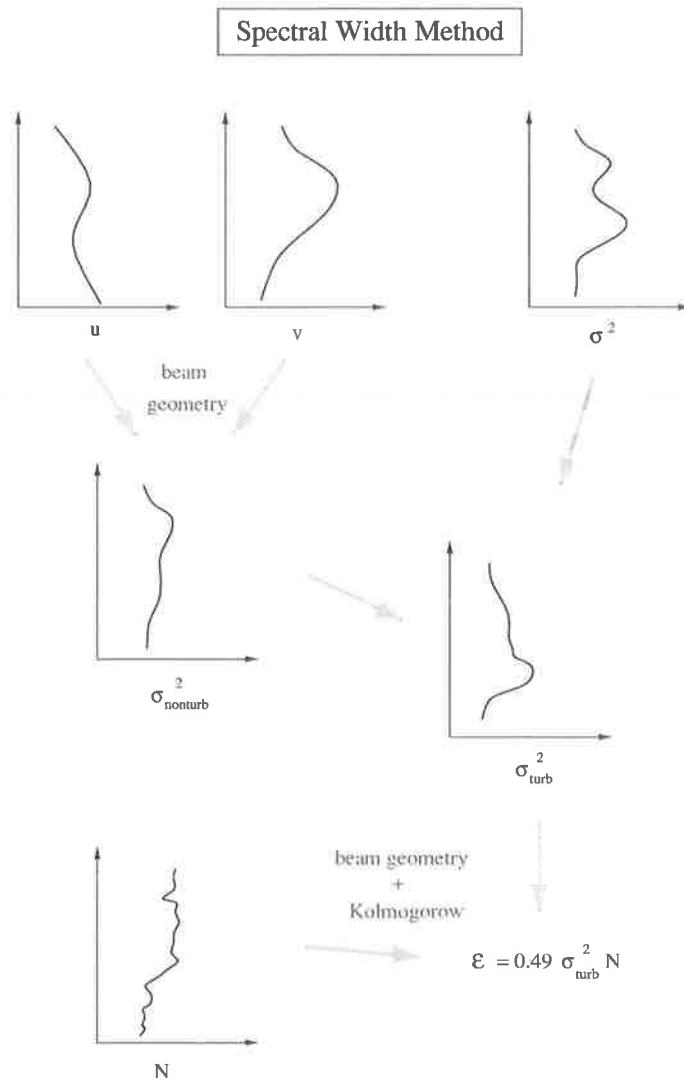 Spectral Width Method
u
v
σ²
beam
geometry
σ²nonturb
σ²turb
N
beam geometry
+
Kolmogorow
ε = 0.49 σ²turb N